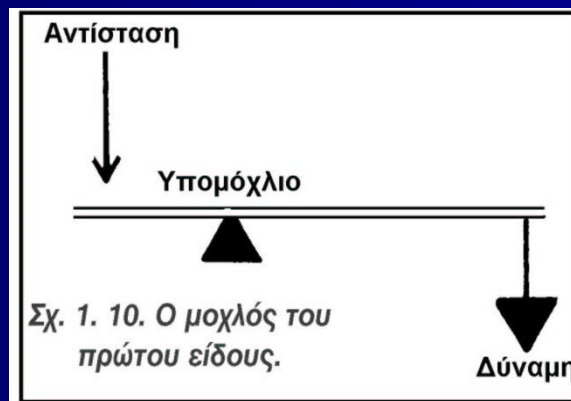 Αντίσταση
Υπομόχλιο
Σχ. 1. 10. Ο μοχλός του
πρώτου είδους.
Δύναμη